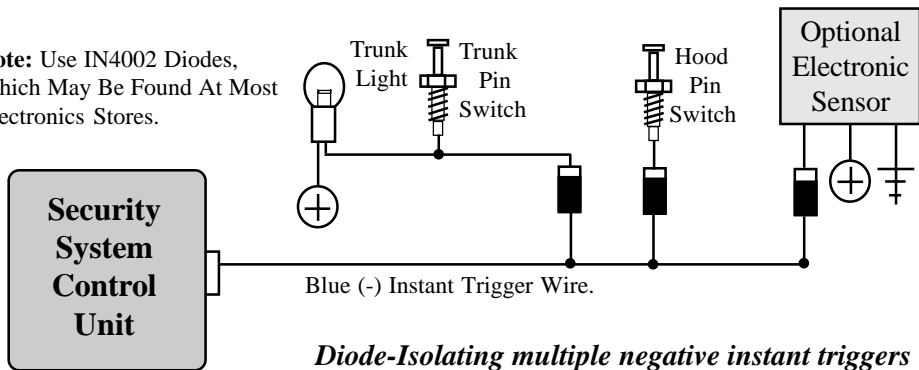 ote: Use IN4002 Diodes,
hich May Be Found At Most
ectronics Stores.
Trunk
Light
Trunk
Pin
Switch
Hood
Pin
Switch
Optional
Electronic
Sensor
Security
System
Control
Unit
Blue (-) Instant Trigger Wire.
Diode-Isolating multiple negative instant triggers